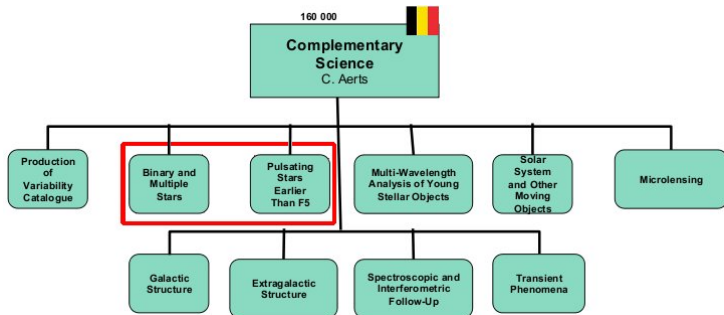 160 000
Complementary
Science
C. Aerts
Production
of
Variability
Catalogue
Binary and
Multiple
Stars
Pulsating
Stars
Earlier
Than F5
Multi-Wavelength
Analysis of Young
Stellar Objects
Solar
System
and Other
Moving
Objects
Microlensing
Galactic
Structure
Extragalactic
Structure
Spectroscopic and
Interferometric
Follow-Up
Transient
Phenomena